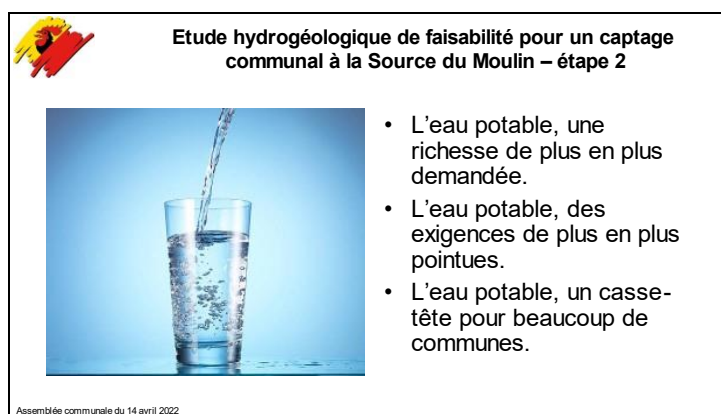 Etude hydrogéologique de faisabilité pour un captage
communal à la Source du Moulin – étape 2
• L’eau potable, une
richesse de plus en plus
demandée.
• L’eau potable, des
exigences de plus en plus
pointues.
• L’eau potable, un casse-
tête pour beaucoup de
communes.
Assemblée communale du 14 avril 2022